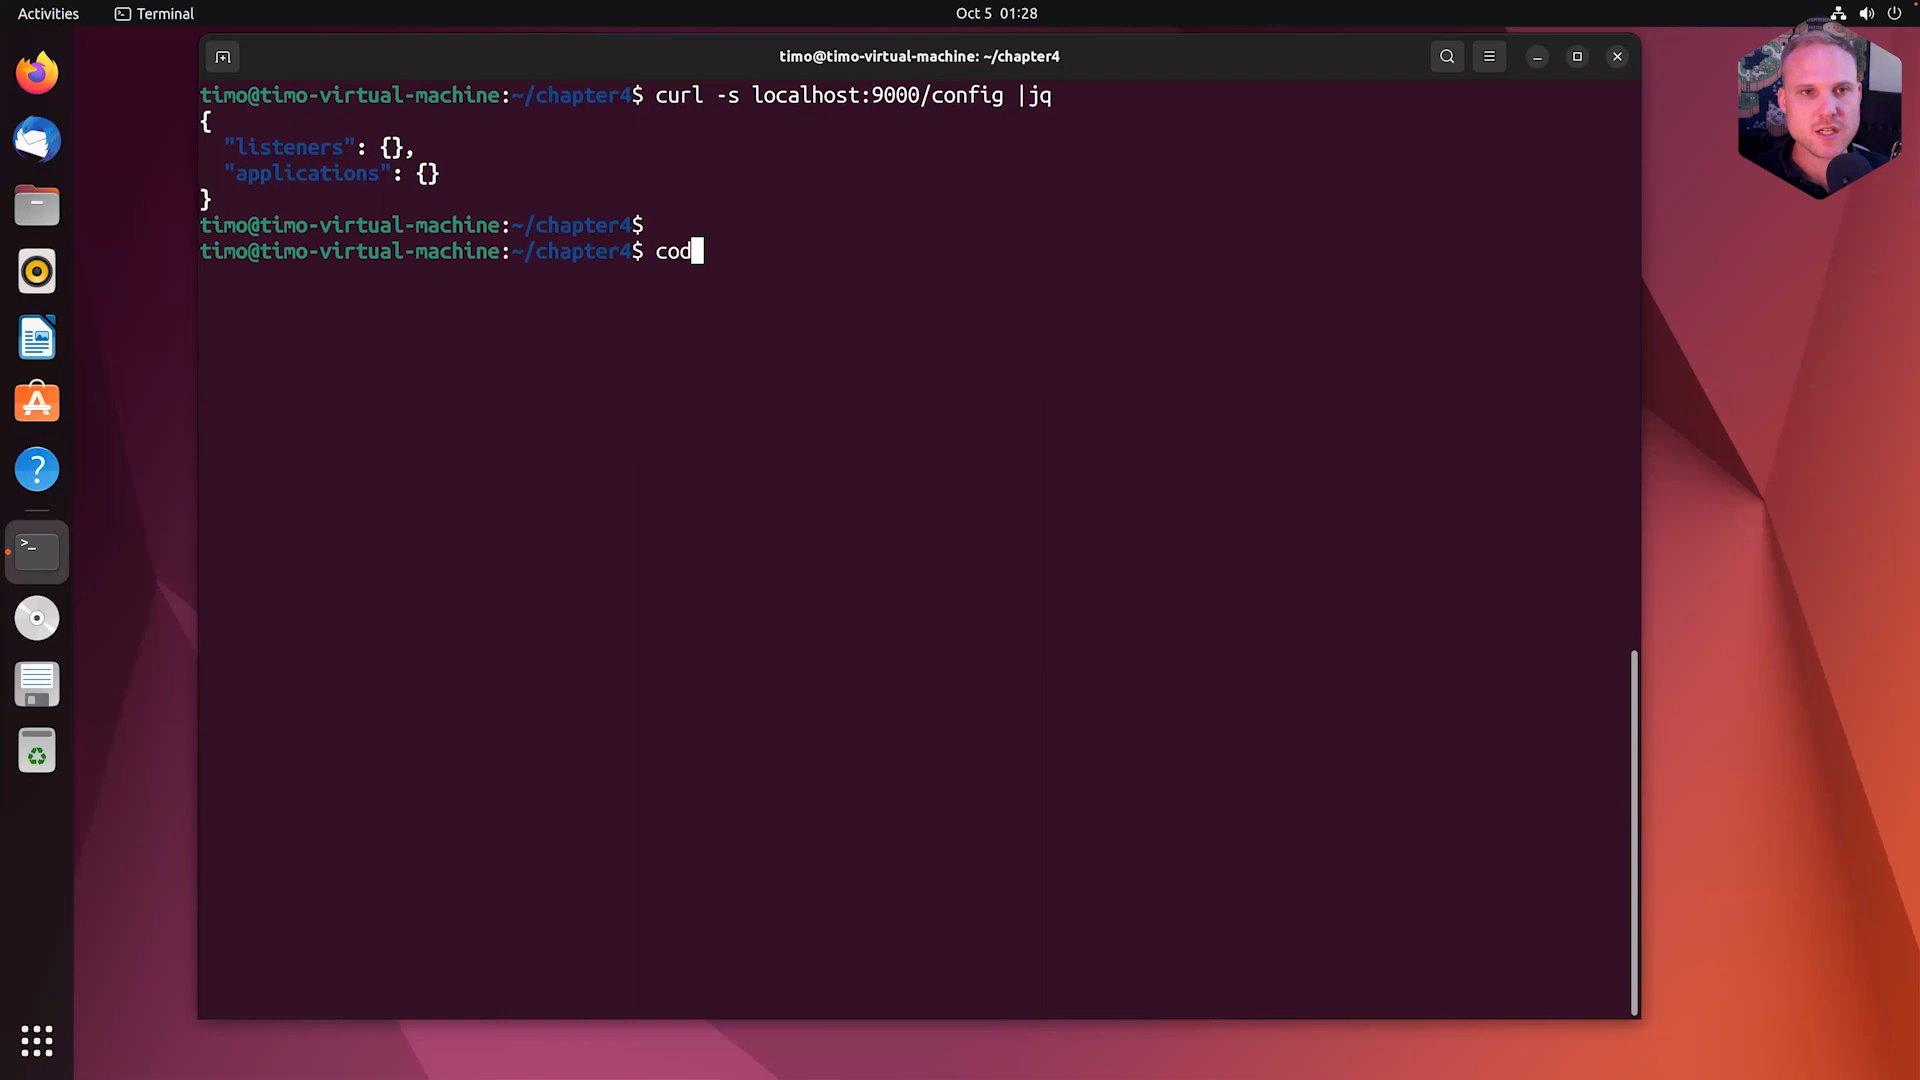 Activities Terminal Oct 5 01:28
timo@timo-virtual-machine: ~/chapter4
timo@timo-virtual-machine:~/chapter4$ curl -s localhost:9000/config |jq
{
  "listeners": {},
  "applications": {}
}
timo@timo-virtual-machine:~/chapter4$
timo@timo-virtual-machine:~/chapter4$ cod